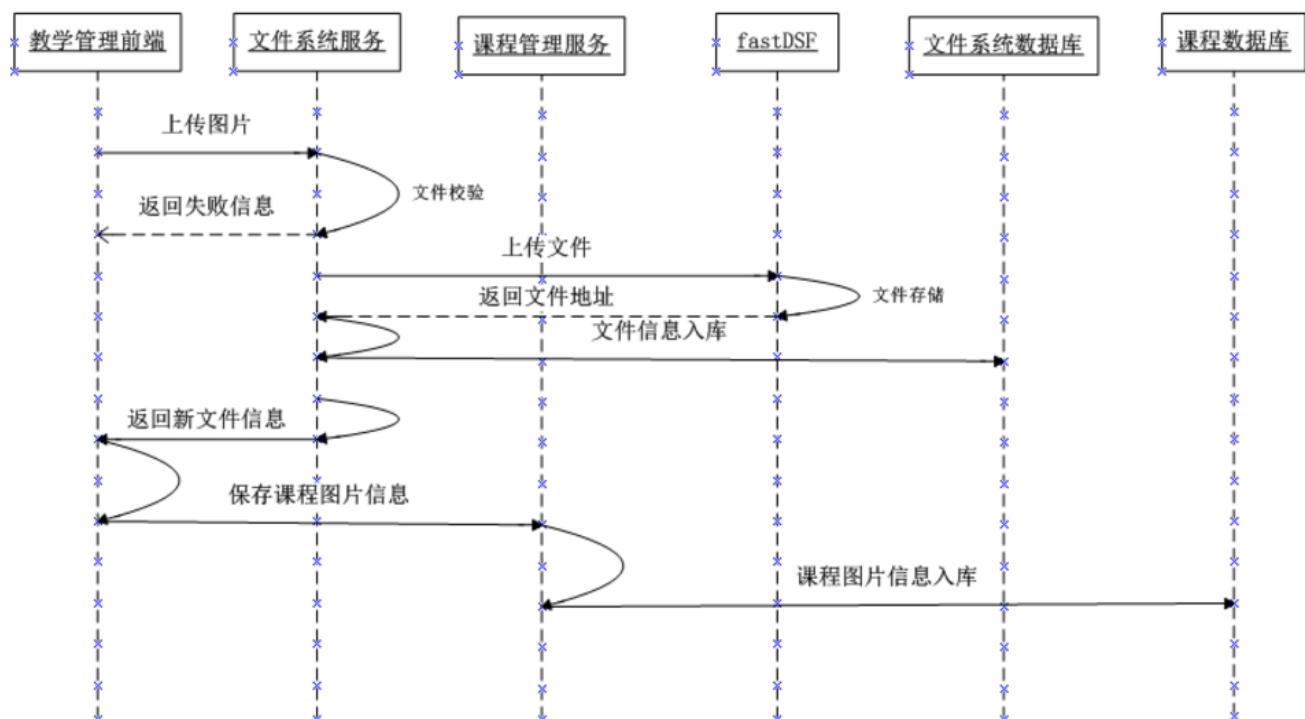 教学管理前端
文件系统服务
课程管理服务
fastDSF
文件系统数据库
课程数据库
上传图片
文件校验
返回失败信息
上传文件
返回文件地址
文件存储
文件信息入库
返回新文件信息
保存课程图片信息
课程图片信息入库